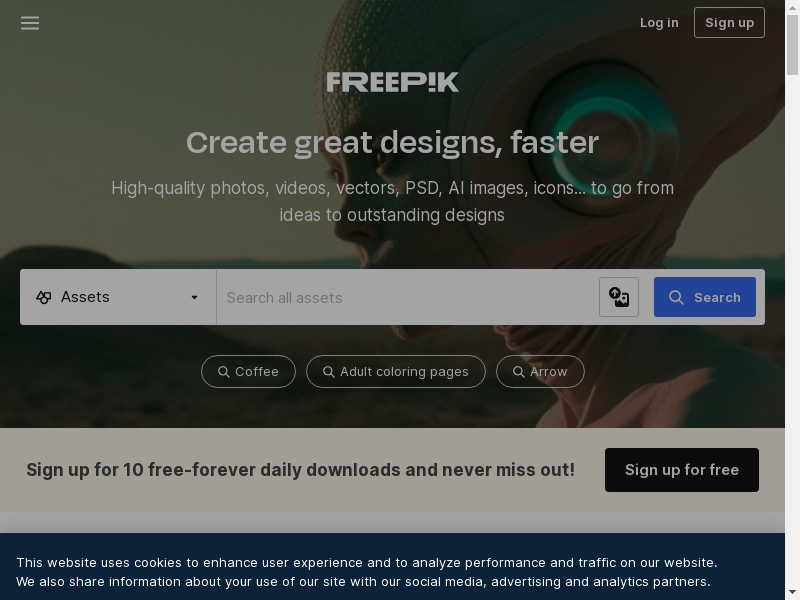 Log in
Sign up
FREEPIK
Create great designs, faster
High-quality photos, videos, vectors, PSD, AI images, icons... to go from
ideas to outstanding designs
Assets
Search all assets
Search
Coffee
Adult coloring pages
Arrow
Sign up for 10 free-forever daily downloads and never miss out!
Sign up for free
This website uses cookies to enhance user experience and to analyze performance and traffic on our website.
We also share information about your use of our site with our social media, advertising and analytics partners.